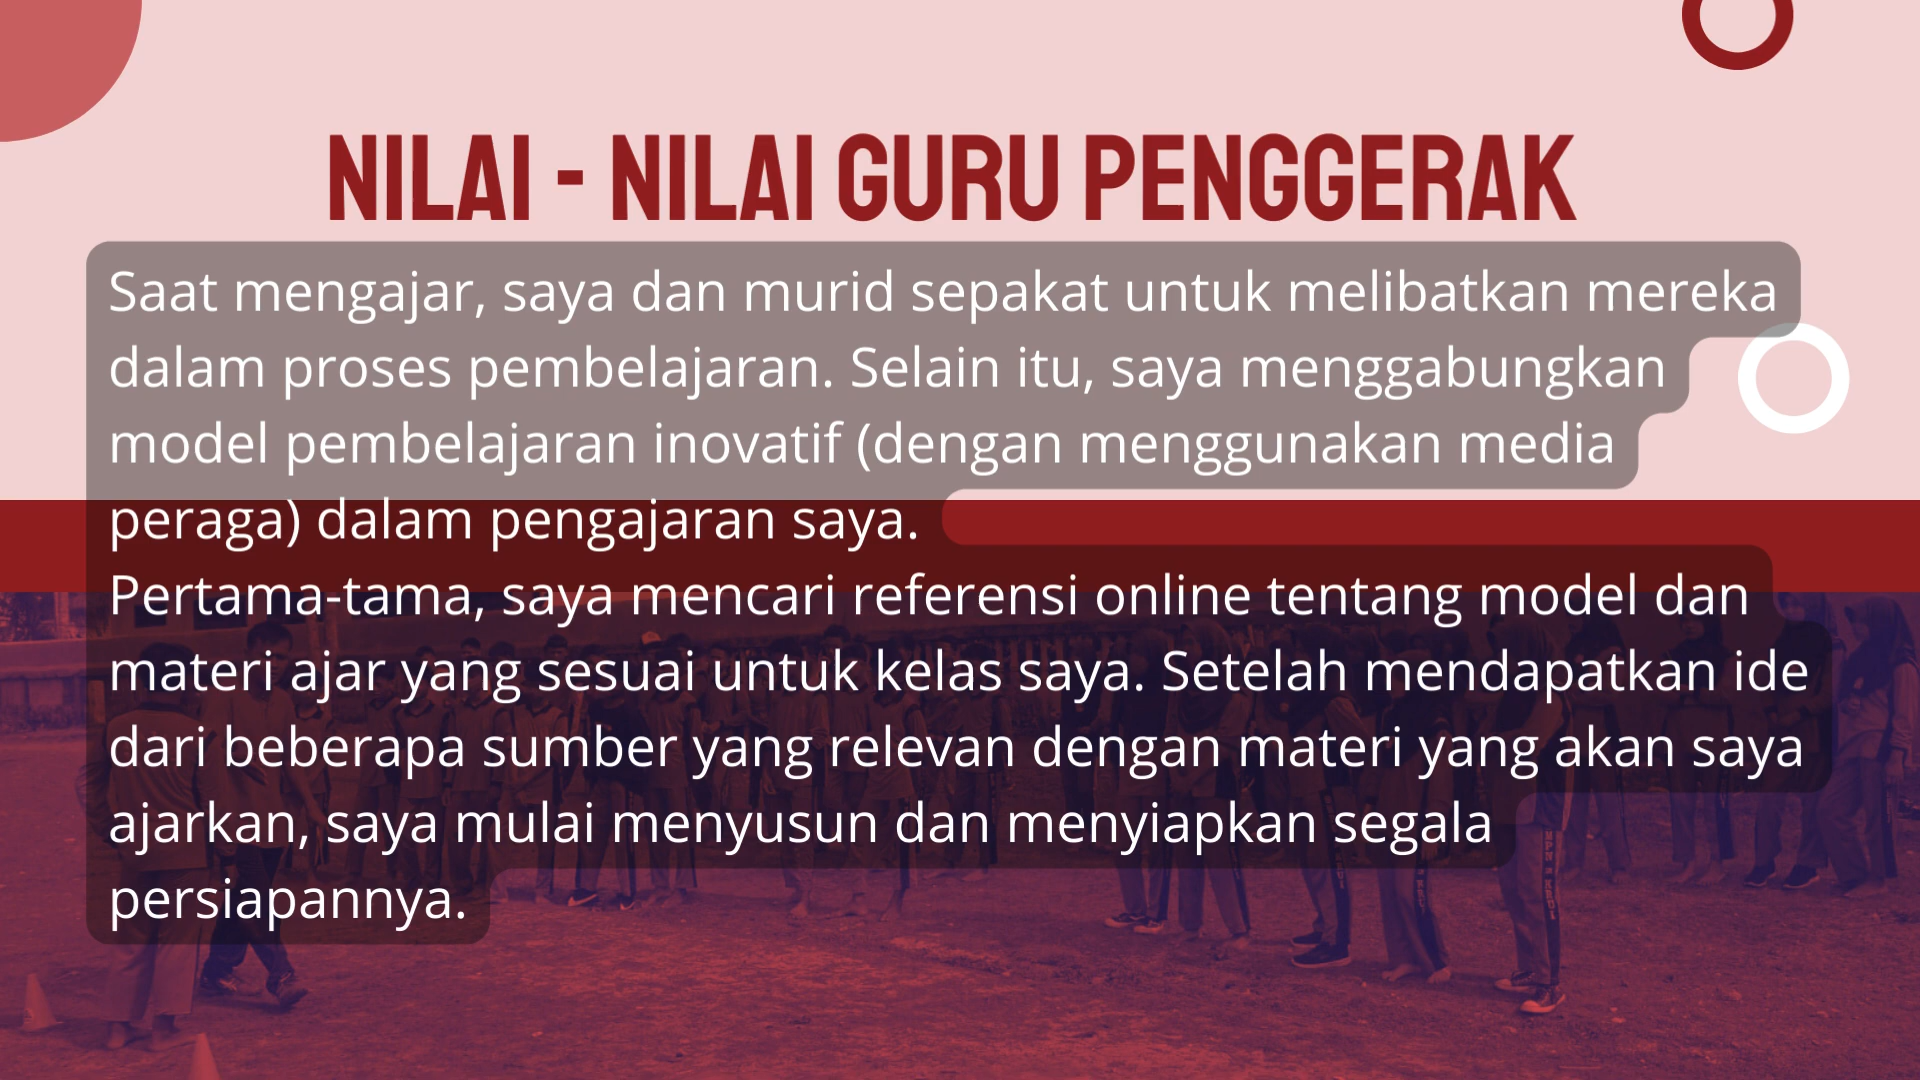 NILAI - NILAI GURU PENGGERAK
Saat mengajar, saya dan murid sepakat untuk melibatkan mereka
dalam proses pembelajaran. Selain itu, saya menggabungkan
model pembelajaran inovatif (dengan menggunakan media
peraga) dalam pengajaran saya.
Pertama-tama, saya mencari referensi online tentang model dan
materi ajar yang sesuai untuk kelas saya. Setelah mendapatkan ide
dari beberapa sumber yang relevan dengan materi yang akan saya
ajarkan, saya mulai menyusun dan menyiapkan segala
persiapannya.